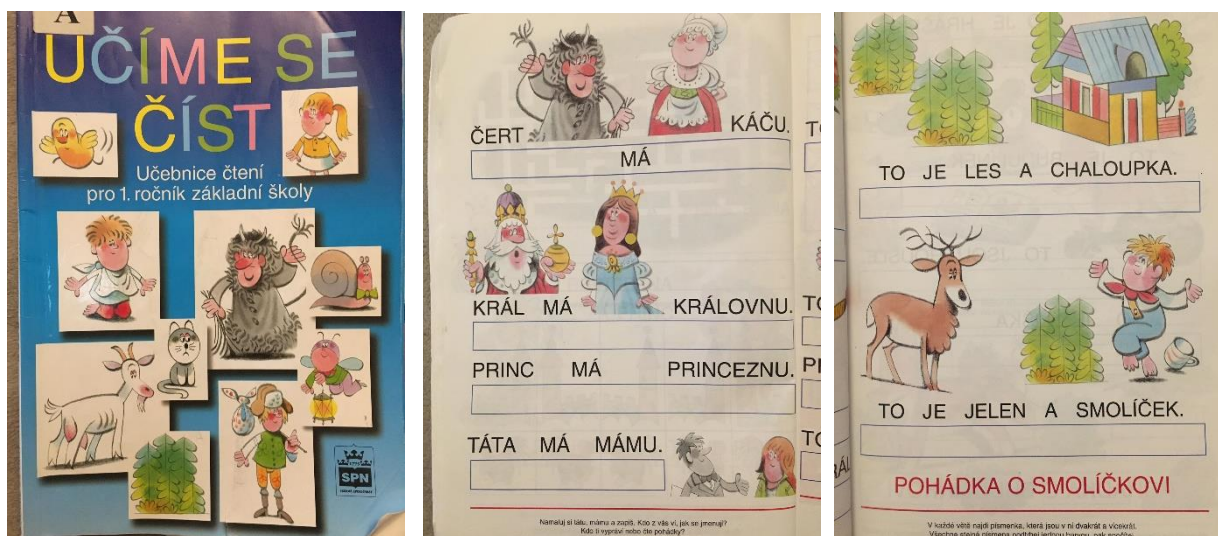 A
UČÍME SE
ČÍST
Učebnice čtení
pro 1. ročník základní školy
SPN
ČERT KÁČU.
MÁ
KRÁL MÁ KRÁLOVNU.
PRINC MÁ PRINCEZNU.
TÁTA MÁ MÁMU.
Namaluj si tátu, mámu a zapiš. Kdo z vás ví, jak se jmenují?
Kdo ti vypráví nebo čte pohádky?
TO JE LES A CHALOUPKA.
TO JE JELEN A SMOLÍČEK.
POHÁDKA O SMOLÍČKOVI
V každé větě najdi písmenka, která jsou v ní dvakrát a vícekrát.